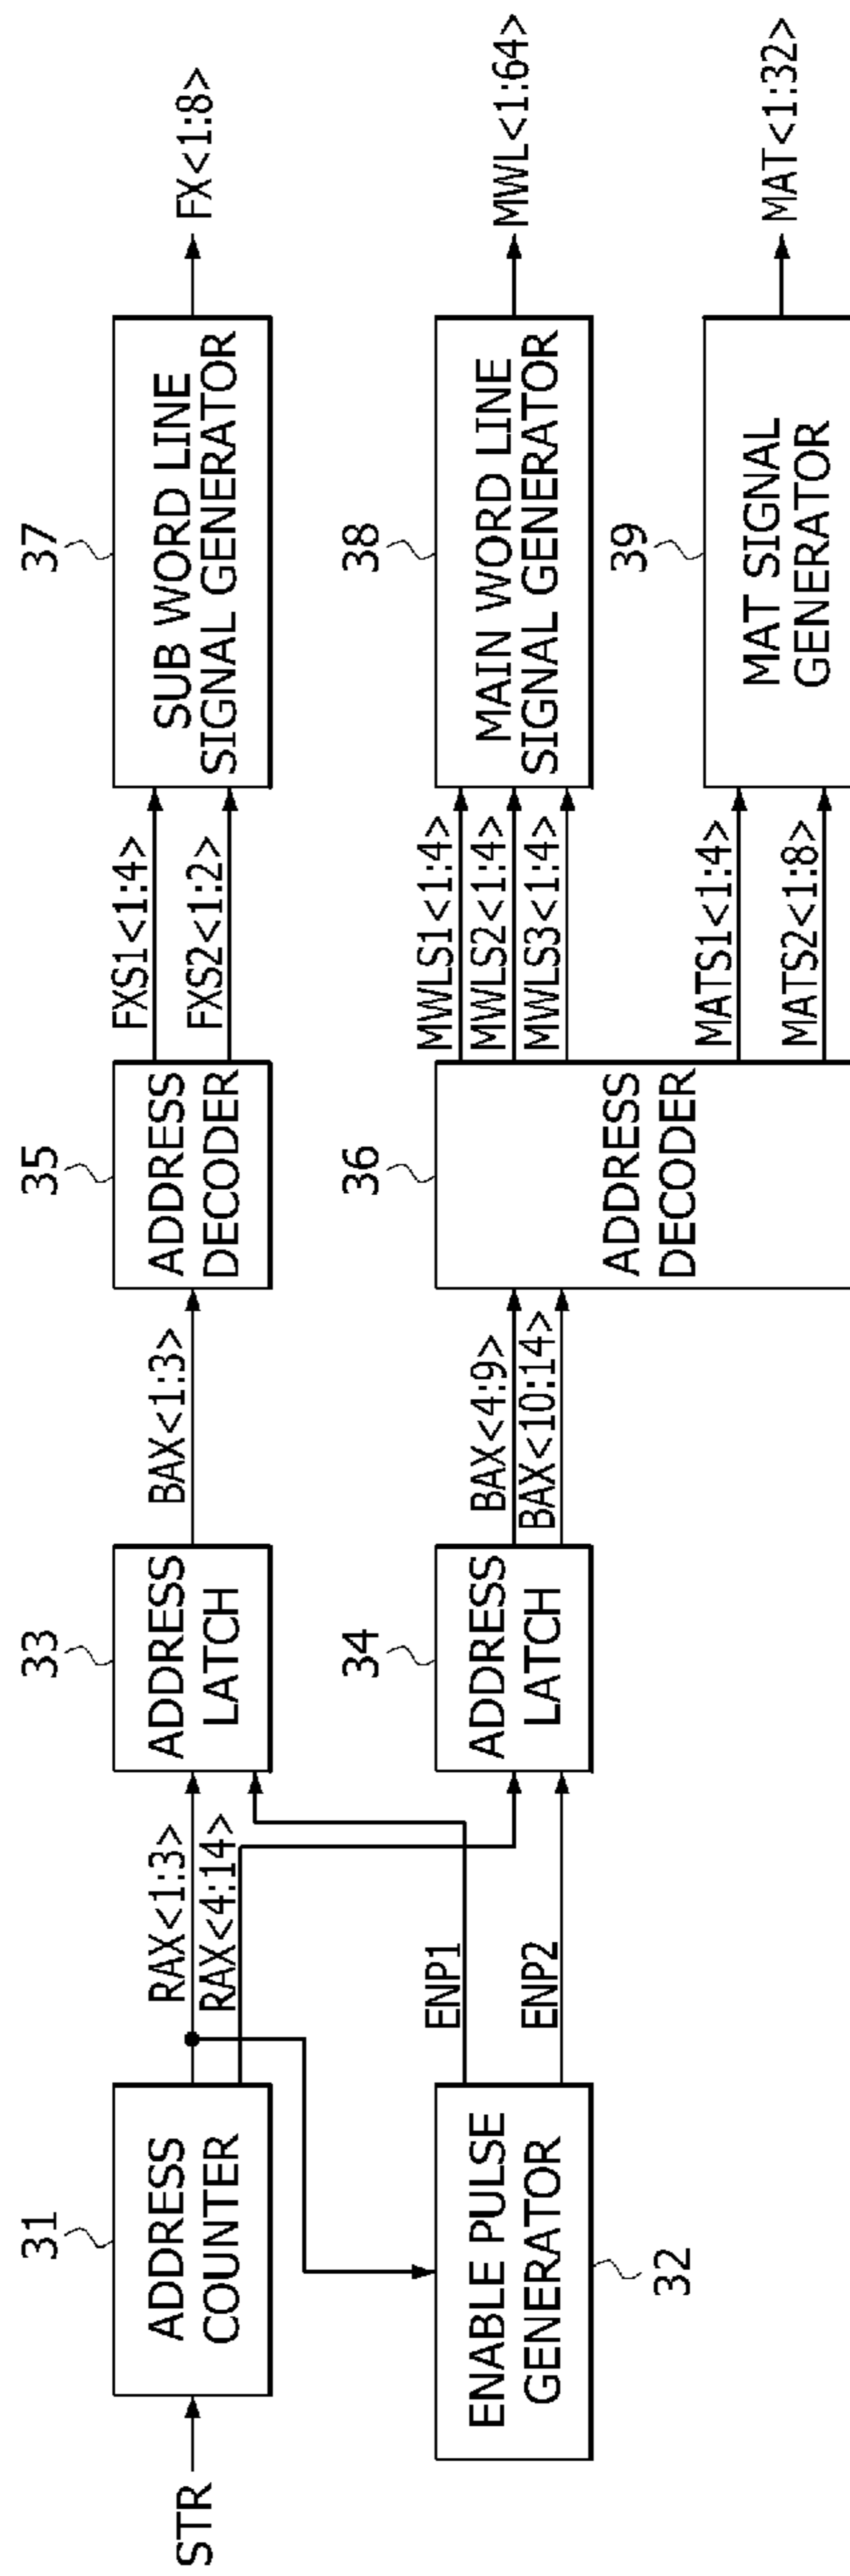 STR
31
ADDRESS
COUNTER
RAX<1:3>
RAX<4:14>
33
ADDRESS
LATCH
BAX<1:3>
35
ADDRESS
DECODER
FXS1<1:4>
FXS2<1:2>
37
SUB WORD LINE
SIGNAL GENERATOR
FX<1:8>
ENABLE PULSE
GENERATOR
32
ENP1
ENP2
34
ADDRESS
LATCH
BAX<4:9>
BAX<10:14>
36
ADDRESS
DECODER
MWLS1<1:4>
MWLS2<1:4>
MWLS3<1:4>
MATS1<1:4>
MATS2<1:8>
38
MAIN WORD LINE
SIGNAL GENERATOR
MWL<1:64>
39
MAT SIGNAL
GENERATOR
MAT<1:32>